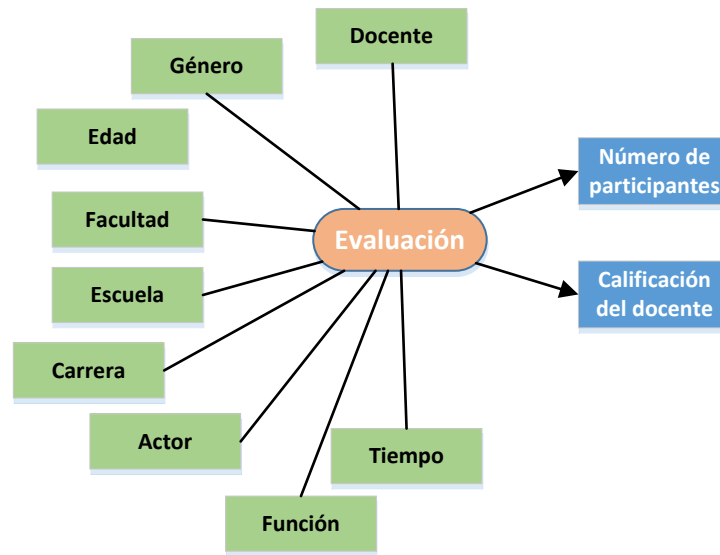 Docente
Género
Edad
Número de
participantes
Facultad
Evaluación
Escuela
Calificación
del docente
Carrera
Actor
Tiempo
Función